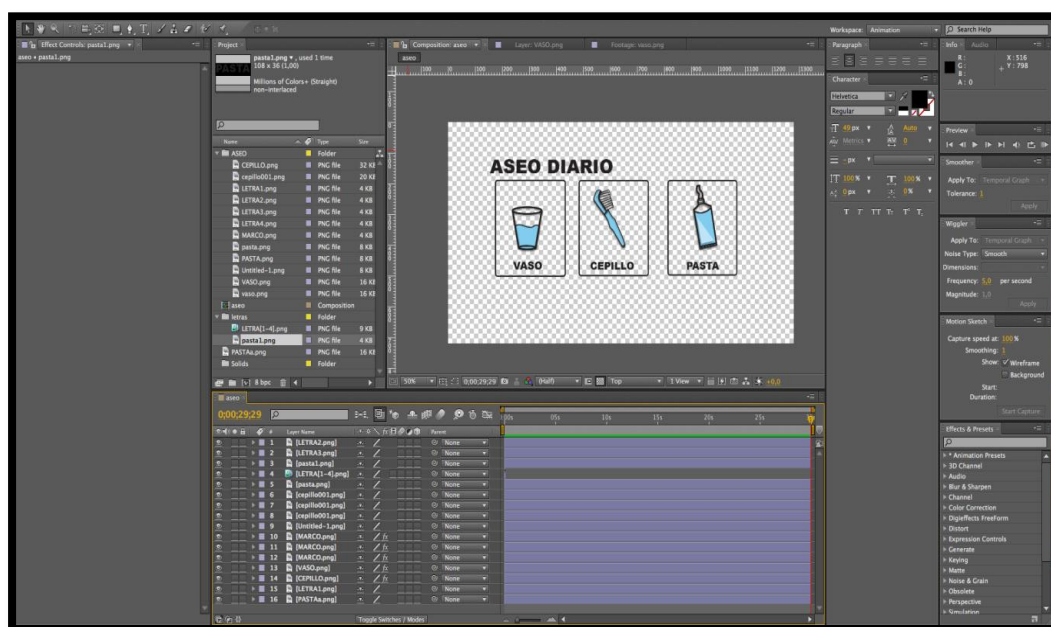 Workspace: Animation
Search Help
Effect Controls: pasta1.png
aseo • pasta1.png
Project
pasta1.png ▾, used 1 time
108 x 36 (1,00)
Millions of Colors+ (Straight)
non-interlaced
PASTA
Name Type Size
ASEO Folder
CEPILLO.png PNG file 32 KB
cepillo001.png PNG file 20 KB
LETRA1.png PNG file 4 KB
LETRA2.png PNG file 4 KB
LETRA3.png PNG file 4 KB
LETRA4.png PNG file 4 KB
MARCO.png PNG file 4 KB
pasta.png PNG file 8 KB
PASTA.png PNG file 8 KB
Untitled-1.png PNG file 8 KB
VASO.png PNG file 16 KB
vaso.png PNG file 16 KB
aseo Composition
letras Folder
LETRA[1-4].png PNG file 9 KB
pasta1.png PNG file 4 KB
PASTAa.png PNG file 16 KB
Solids Folder
8 bpc
Composition: aseo
Layer: VASO.png
Footage: vaso.png
aseo
ASEO DIARIO
VASO
CEPILLO
PASTA
50% 0;00;29;29 (Half) Top 1 View +0,0
Paragraph
Character
Helvetica
Regular
49 px Auto
Metrics 0
- px
100 % 100 %
0 px 0 %
T T TT Tt T' T,
Info Audio
R :
G :
B :
A : 0
X : 516
Y : 798
Preview
Smoother
Apply To: Temporal Graph
Tolerance: 1
Apply
Wiggler
Apply To: Temporal Graph
Noise Type: Smooth
Dimensions:
Frequency: 5,0 per second
Magnitude: 1,0
Apply
Motion Sketch
Capture speed at: 100 %
Smoothing: 1
Show: Wireframe
Background
Start:
Duration:
Start Capture
Effects & Presets
* Animation Presets
3D Channel
Audio
Blur & Sharpen
Channel
Color Correction
Digieffects FreeForm
Distort
Expression Controls
Generate
Keying
Matte
Noise & Grain
Obsolete
Perspective
Simulation
aseo
0;00;29;29
05s 10s 15s 20s 25s
# Layer Name Parent
1 [LETRA2.png] None
2 [LETRA3.png] None
3 [pasta1.png] None
4 [LETRA[1-4].png] None
5 [pasta.png] None
6 [cepillo001.png] None
7 [cepillo001.png] None
8 [cepillo001.png] None
9 [Untitled-1.png] None
10 [MARCO.png] fx None
11 [MARCO.png] fx None
12 [MARCO.png] fx None
13 [VASO.png] fx None
14 [CEPILLO.png] fx None
15 [LETRA1.png] None
16 [PASTAa.png] None
Toggle Switches / Modes